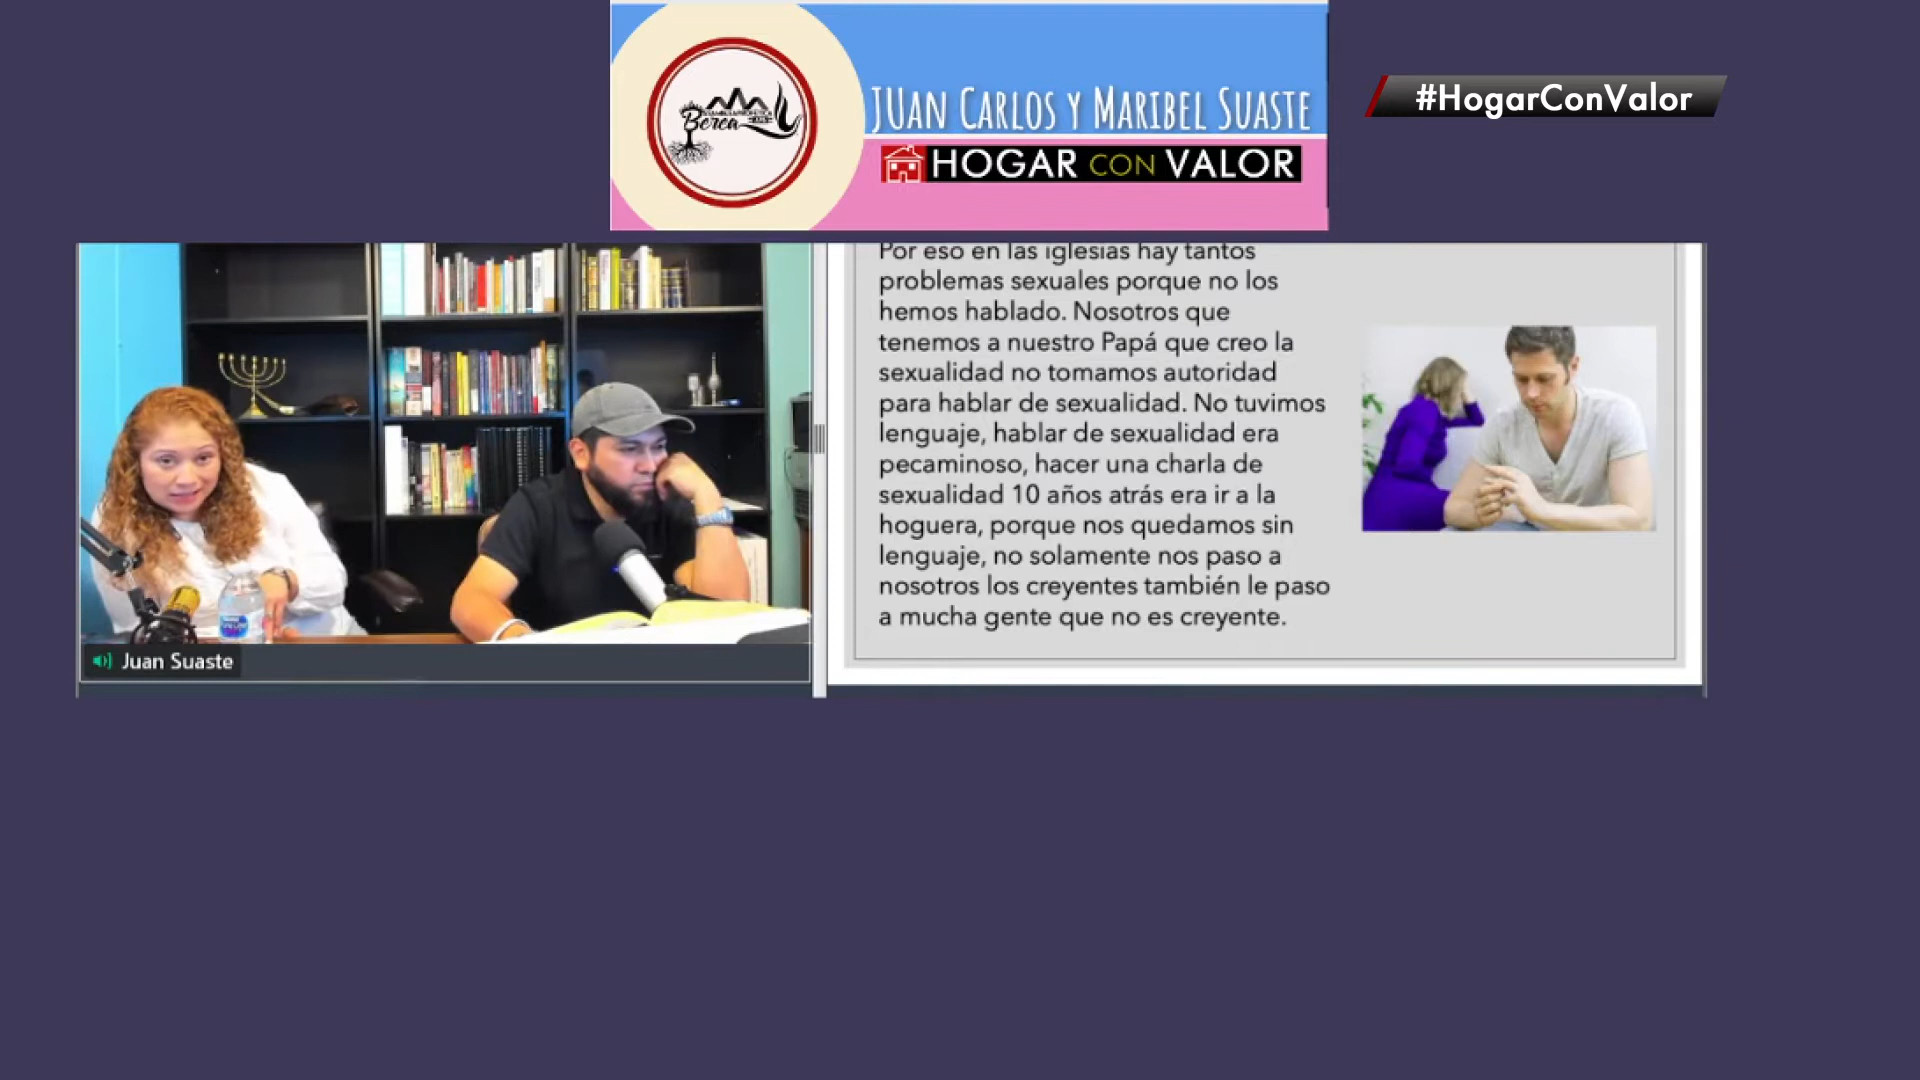 Berea
JUAN CARLOS Y MARIBEL SUASTE
HOGAR CON VALOR
#HogarConValor
Por eso en las iglesias hay tantos
problemas sexuales porque no los
hemos hablado. Nosotros que
tenemos a nuestro Papá que creo la
sexualidad no tomamos autoridad
para hablar de sexualidad. No tuvimos
lenguaje, hablar de sexualidad era
pecaminoso, hacer una charla de
sexualidad 10 años atrás era ir a la
hoguera, porque nos quedamos sin
lenguaje, no solamente nos paso a
nosotros los creyentes también le paso
a mucha gente que no es creyente.
Juan Suaste